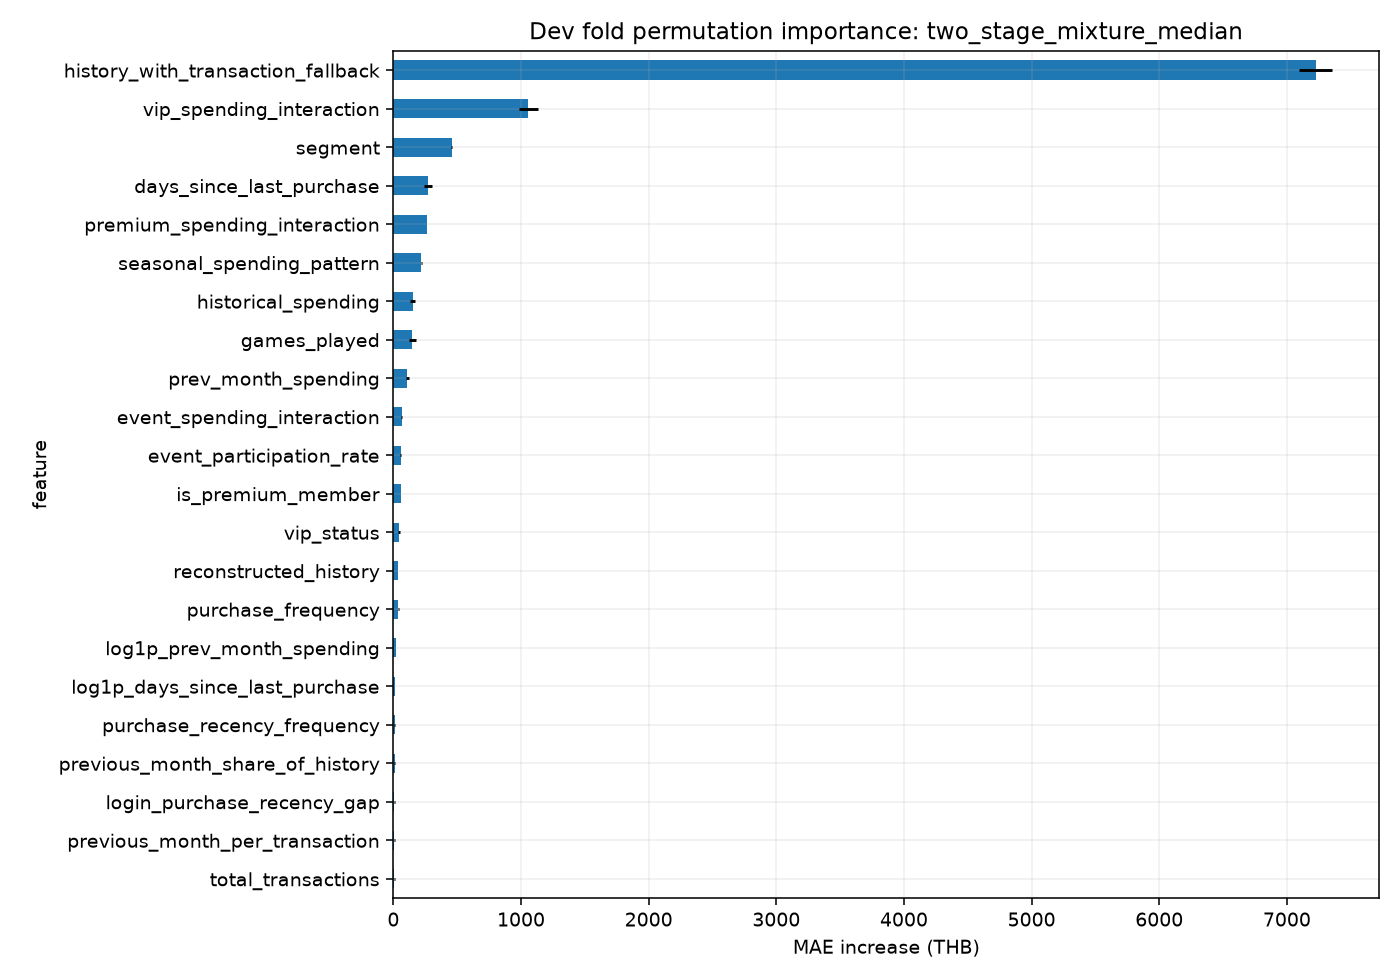 Dev fold permutation importance: two_stage_mixture_median
history_with_transaction_fallback
vip_spending_interaction
segment
days_since_last_purchase
premium_spending_interaction
seasonal_spending_pattern
historical_spending
games_played
prev_month_spending
event_spending_interaction
event_participation_rate
is_premium_member
vip_status
reconstructed_history
purchase_frequency
log1p_prev_month_spending
log1p_days_since_last_purchase
purchase_recency_frequency
previous_month_share_of_history
login_purchase_recency_gap
previous_month_per_transaction
total_transactions
feature
0 1000 2000 3000 4000 5000 6000 7000
MAE increase (THB)